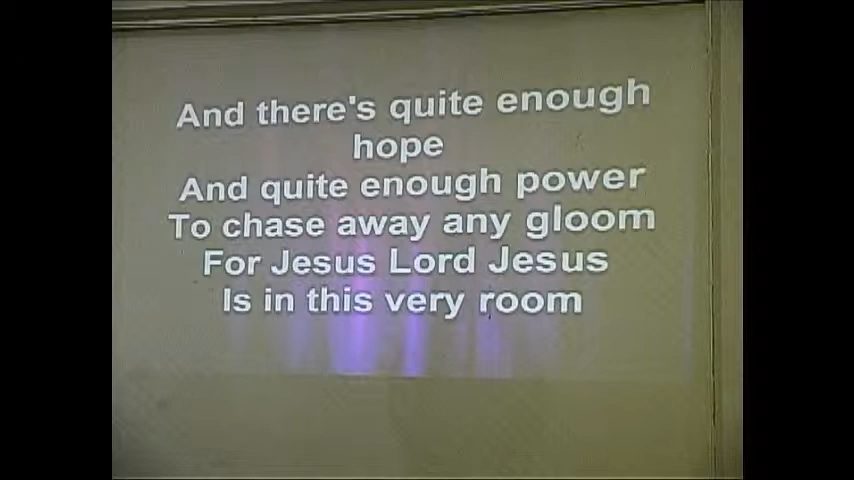 And there's quite enough
hope
And quite enough power
To chase away any gloom
For Jesus Lord Jesus
Is in this very room